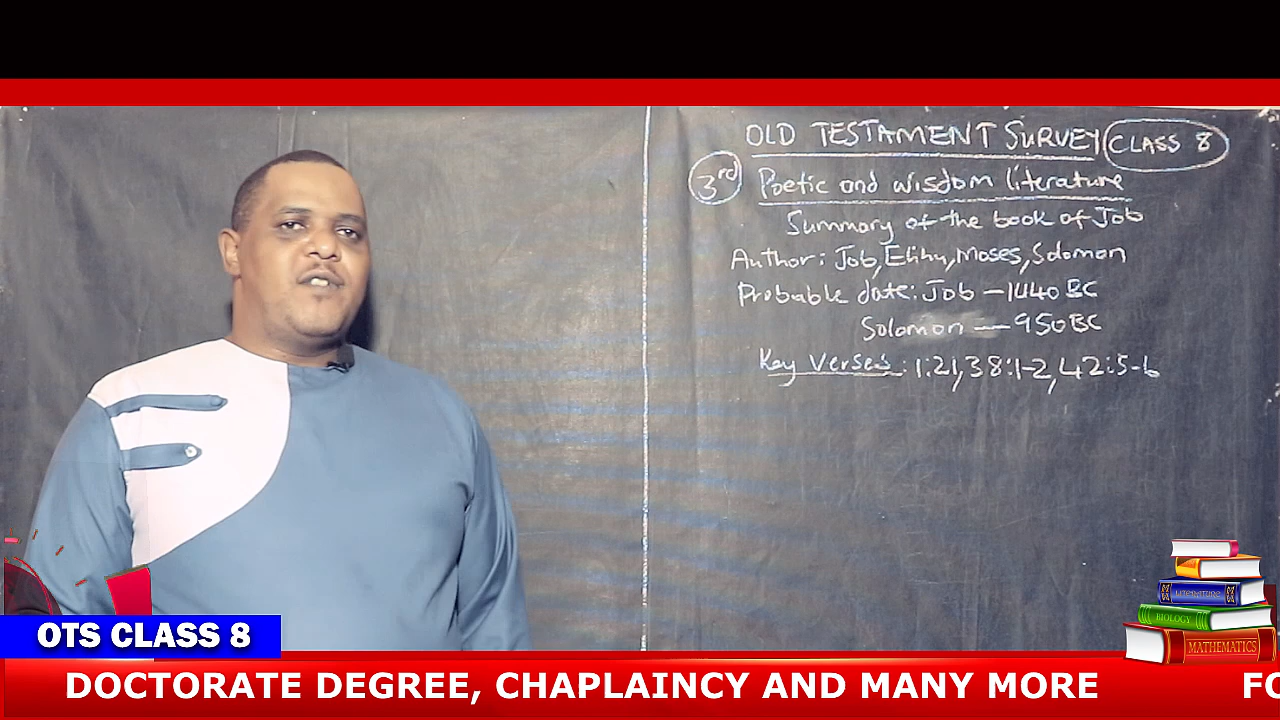 OLD TESTAMENT SURVEY CLASS 8
3rd Poetic and wisdom literature
Summary of the book of Job
Author: Job, Elihu, Moses, Solomon
Probable date: Job - 1440 BC
Solomon - 950 BC
Key Verses: 1:21, 38:1-2, 42:5-6
LITERATURE
BIOLOGY
MATHEMATICS
OTS CLASS 8
DOCTORATE DEGREE, CHAPLAINCY AND MANY MORE
FO